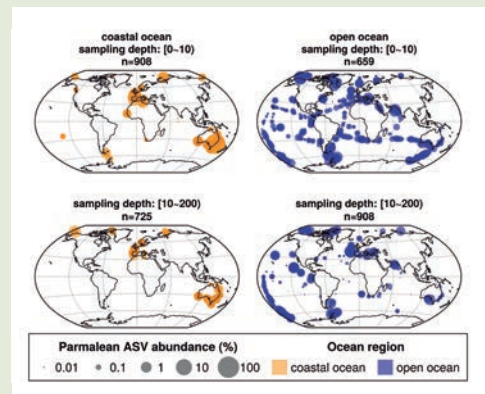 coastal ocean
sampling depth: [0~10)
n=908
open ocean
sampling depth: [0~10)
n=659
sampling depth: [10~200)
n=725
sampling depth: [10~200)
n=908
Parmalean ASV abundance (%)
0.01 0.1 1 10 100
Ocean region
coastal ocean open ocean